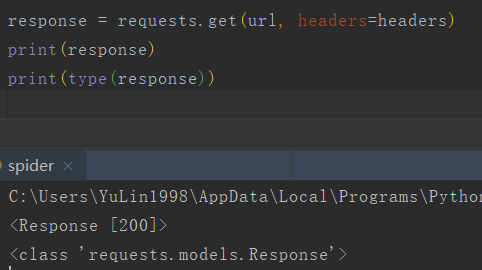 response = requests.get(url, headers=headers)
print(response)
print(type(response))
spider ×
C:\Users\YuLin1998\AppData\Local\Programs\Python
<Response [200]>
<class 'requests.models.Response'>